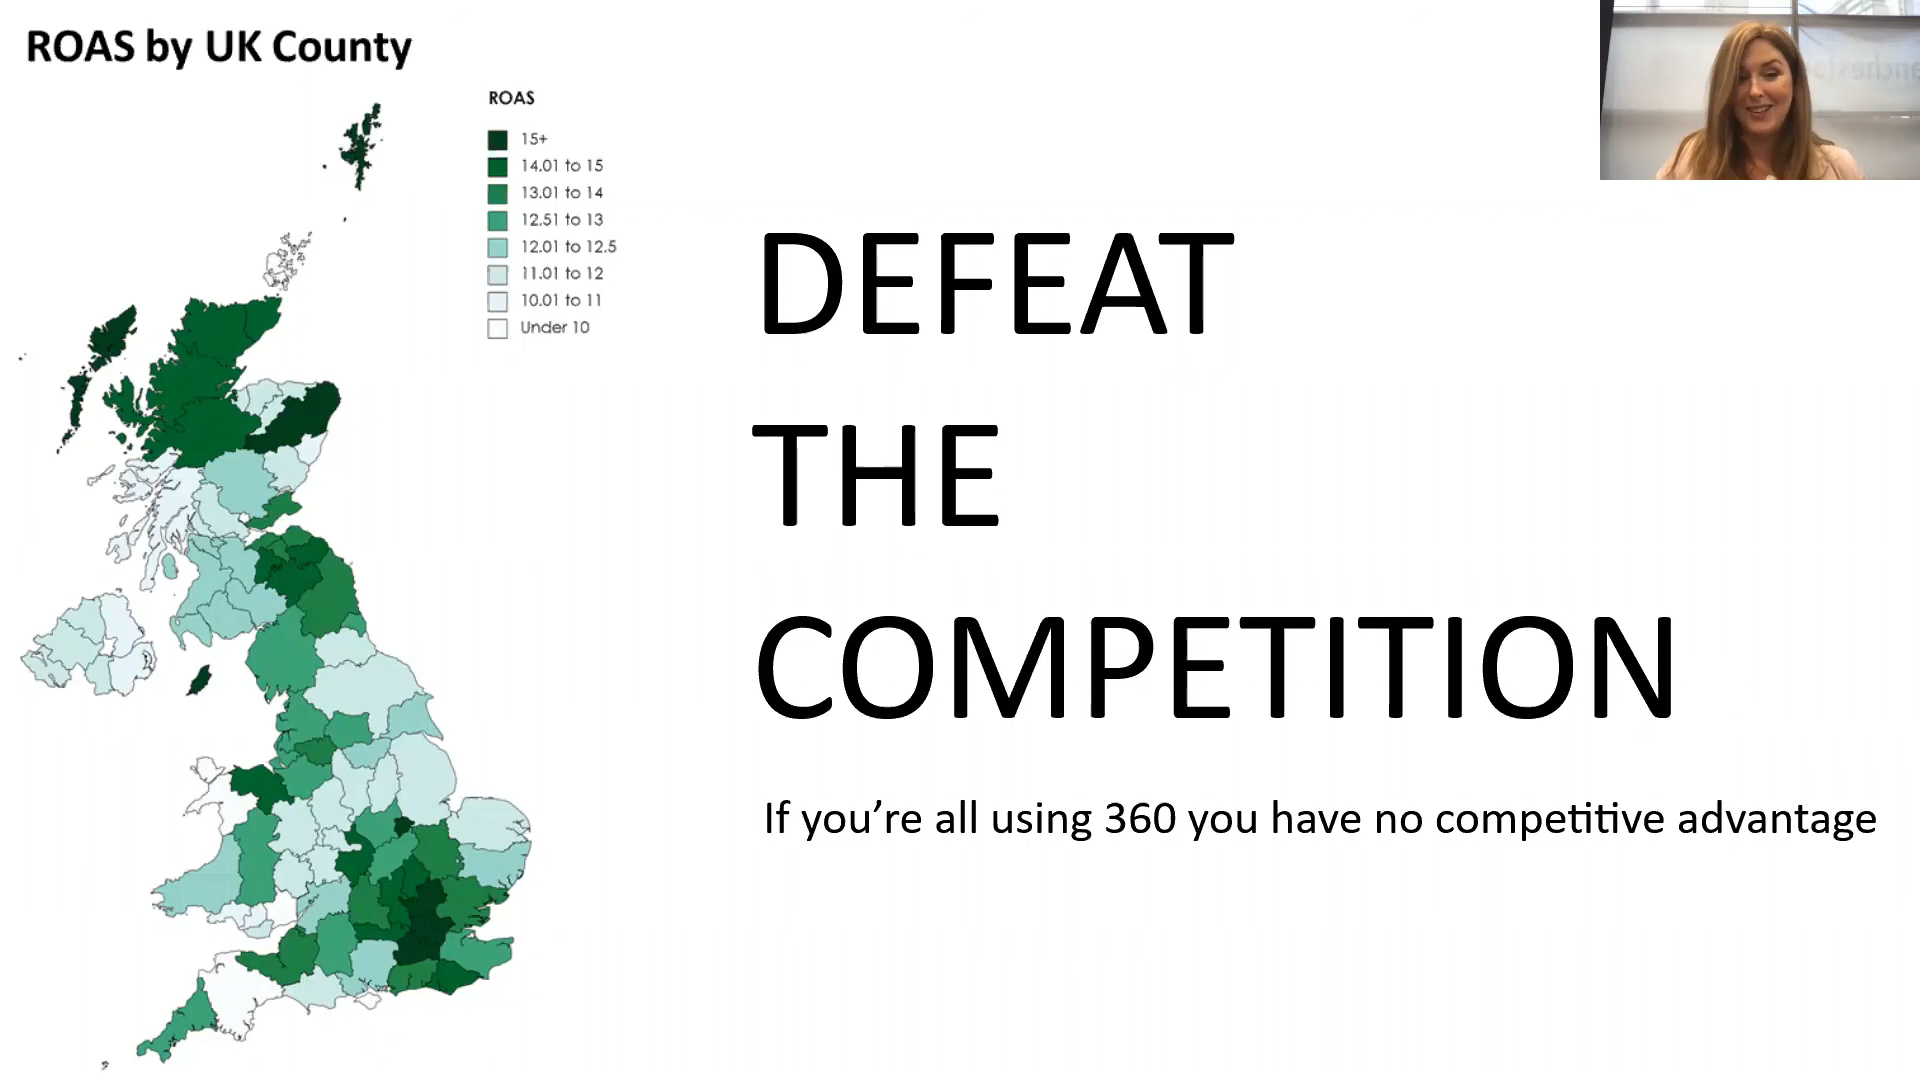 ROAS by UK County
ROAS
15+
14.01 to 15
13.01 to 14
12.51 to 13
12.01 to 12.5
11.01 to 12
10.01 to 11
Under 10
DEFEAT
THE
COMPETITION
If you’re all using 360 you have no competitive advantage